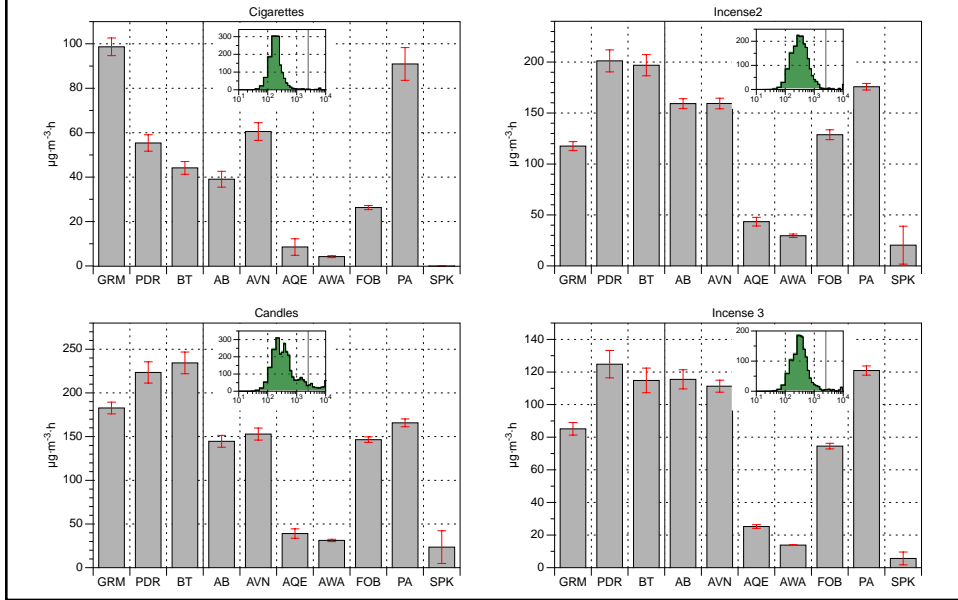 Cigarettes
µg·m⁻³·h
100
80
60
40
20
0
300
200
100
0
10¹ 10² 10³ 10⁴
GRM PDR BT AB AVN AQE AWA FOB PA SPK
Incense2
µg·m⁻³·h
200
150
100
50
0
200
100
0
10¹ 10² 10³ 10⁴
GRM PDR BT AB AVN AQE AWA FOB PA SPK
Candles
µg·m⁻³·h
250
200
150
100
50
0
300
200
100
0
10¹ 10² 10³ 10⁴
GRM PDR BT AB AVN AQE AWA FOB PA SPK
Incense 3
µg·m⁻³·h
140
120
100
80
60
40
20
0
200
100
0
10¹ 10² 10³ 10⁴
GRM PDR BT AB AVN AQE AWA FOB PA SPK